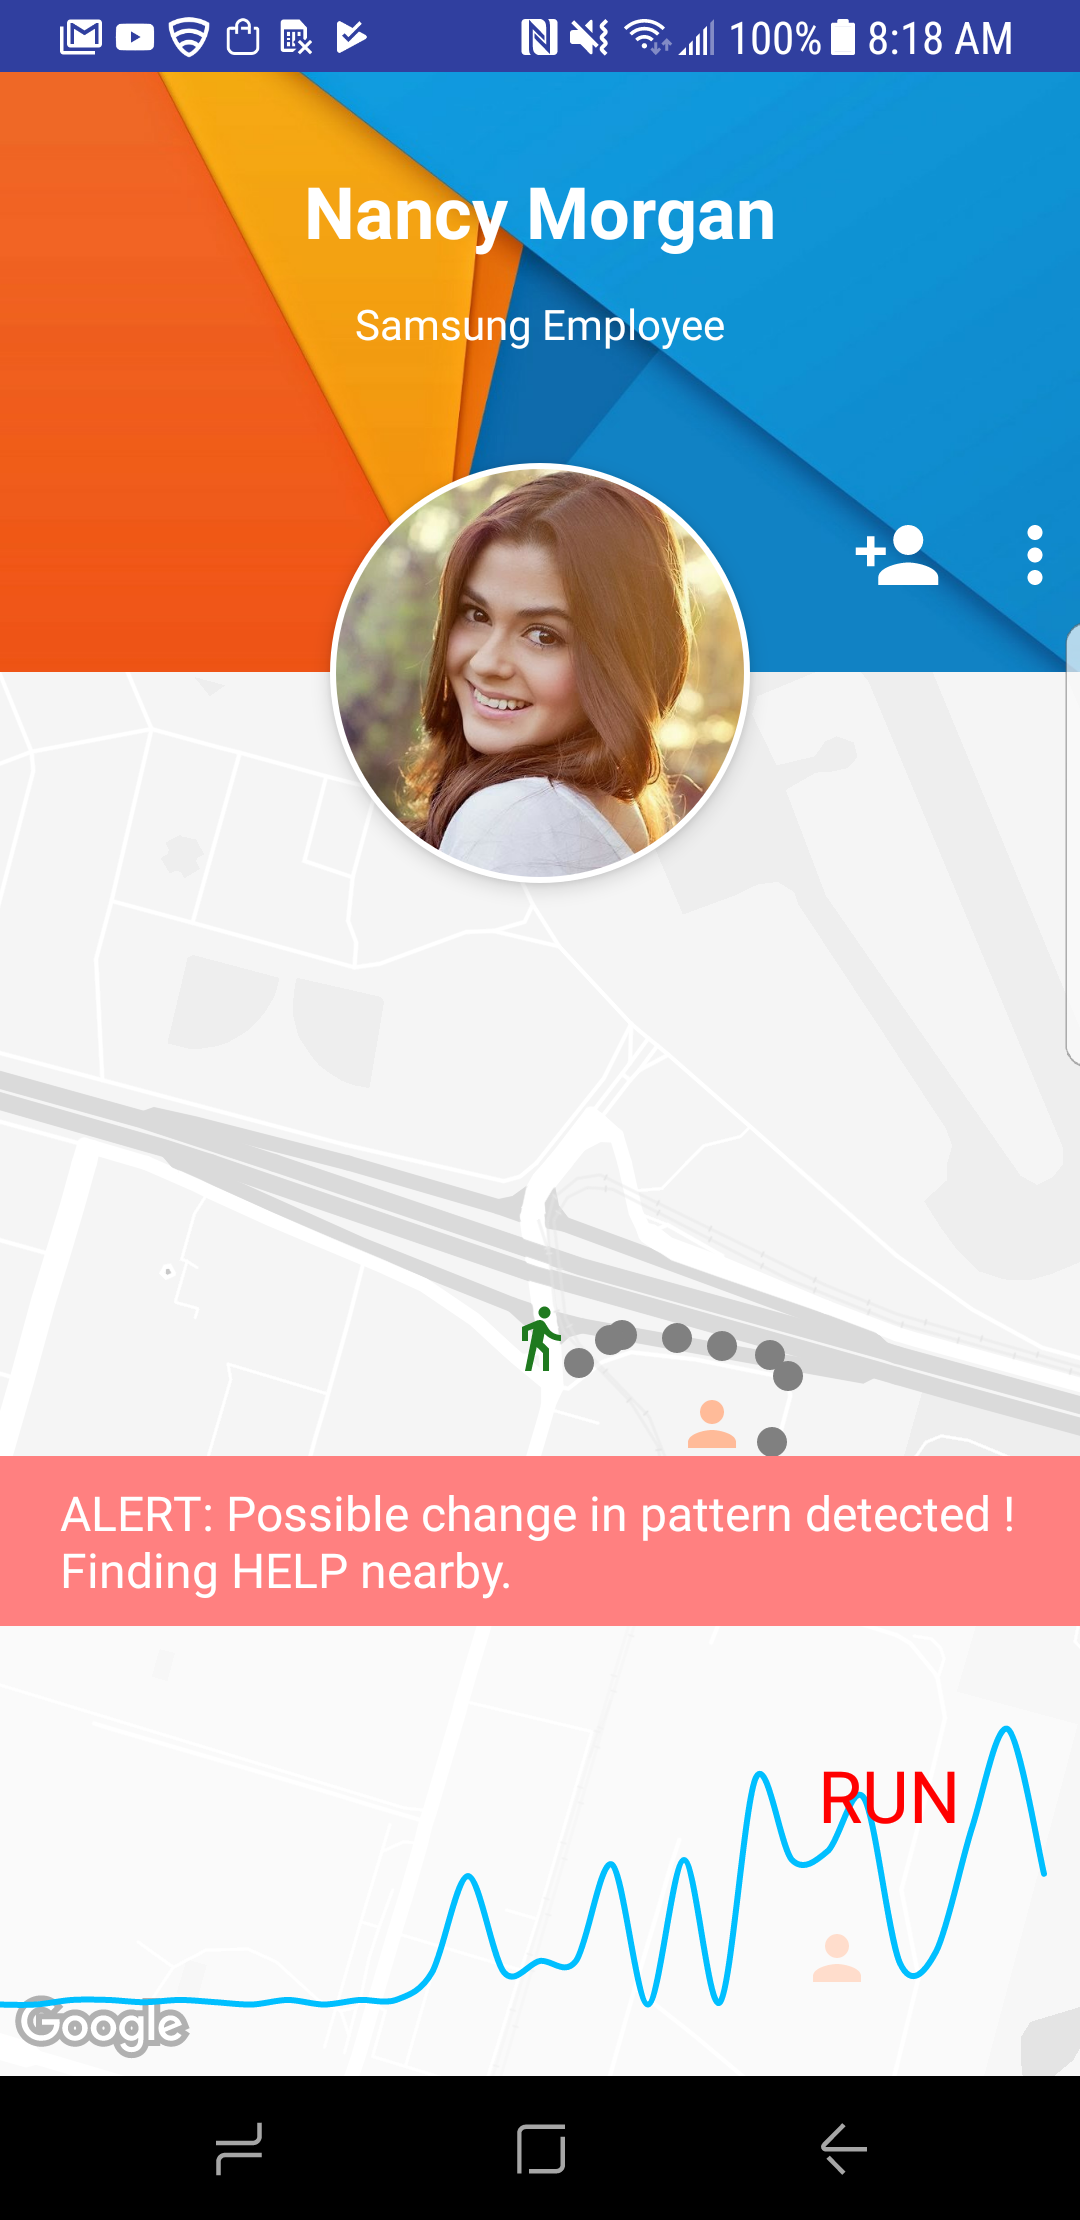 100% 8:18 AM
Nancy Morgan
Samsung Employee
ALERT: Possible change in pattern detected !
Finding HELP nearby.
RUN
Google